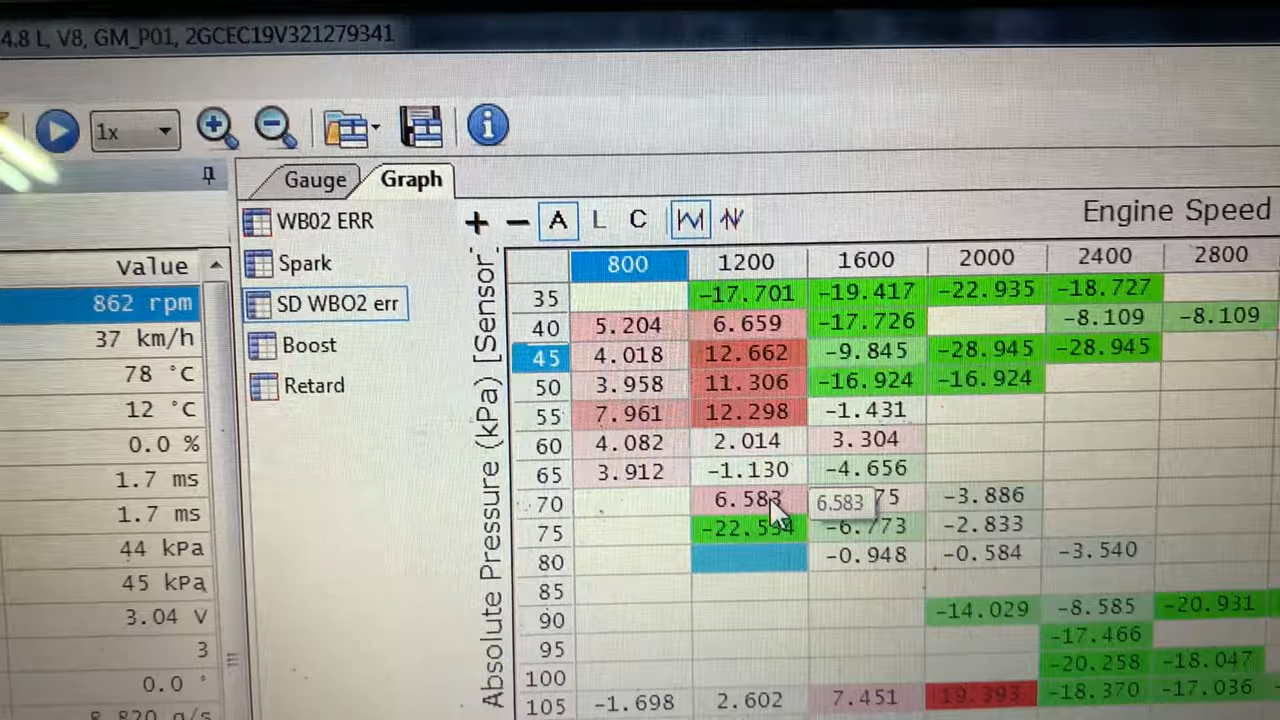 4.8 L, V8, GM_P01, 2GCEC19V321279341
1x
Gauge Graph
WB02 ERR
Spark
SD WBO2 err
Boost
Retard
Value
862 rpm
37 km/h
78 °C
12 °C
0.0 %
1.7 ms
1.7 ms
44 kPa
45 kPa
3.04 V
3
0.0 °
+ − A L C
Engine Speed
Absolute Pressure (kPa) [Sensor
800 1200 1600 2000 2400 2800
35 -17.701 -19.417 -22.935 -18.727
40 5.204 6.659 -17.726 -8.109 -8.109
45 4.018 12.662 -9.845 -28.945 -28.945
50 3.958 11.306 -16.924 -16.924
55 7.961 12.298 -1.431
60 4.082 2.014 3.304
65 3.912 -1.130 -4.656
70 6.583 6.583 75 -3.886
75 -22.554 -6.773 -2.833
80 -0.948 -0.584 -3.540
85
90 -14.029 -8.585 -20.931
95 -17.466
100 -20.258 -18.047
105 -1.698 2.602 7.451 19.393 -18.370 -17.036